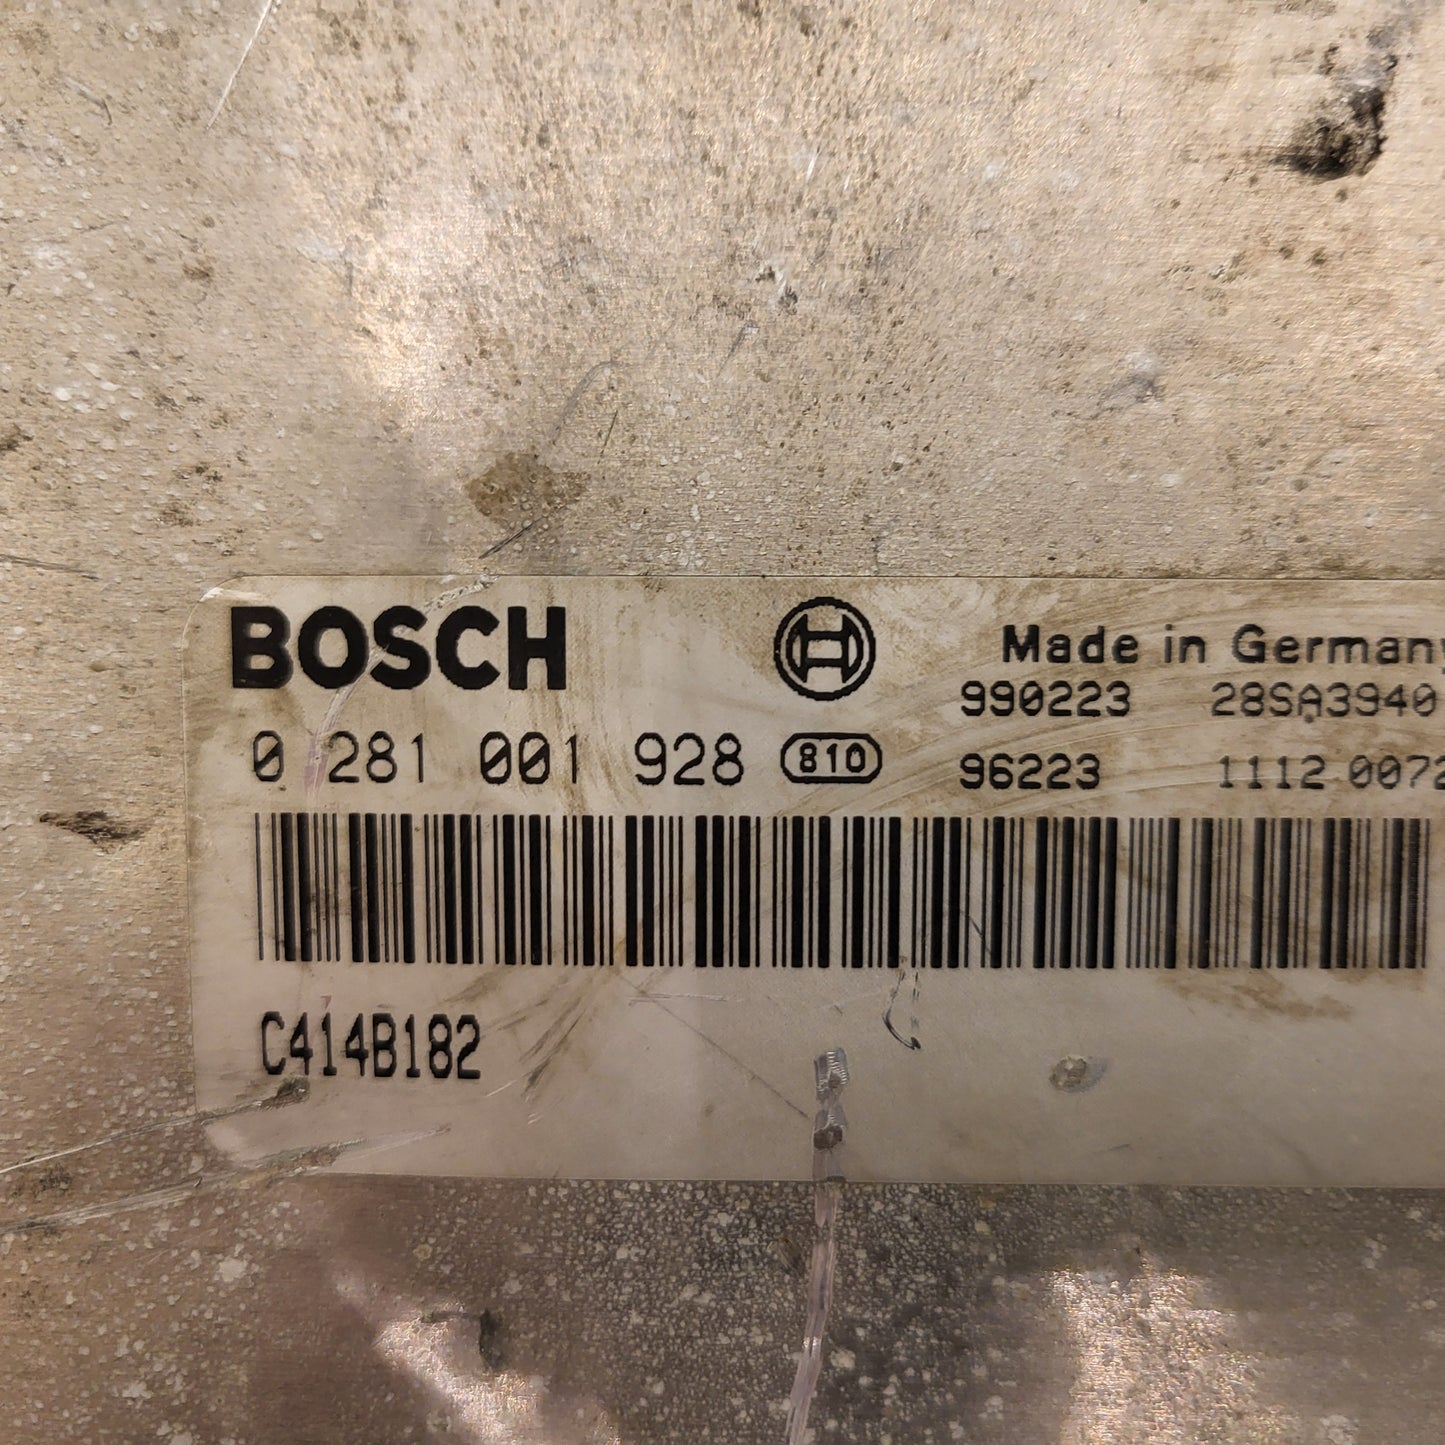 BOSCH
Made in Germany
990223 28SA3940
0 281 001 928 810
96223 1112 0072
C414B182